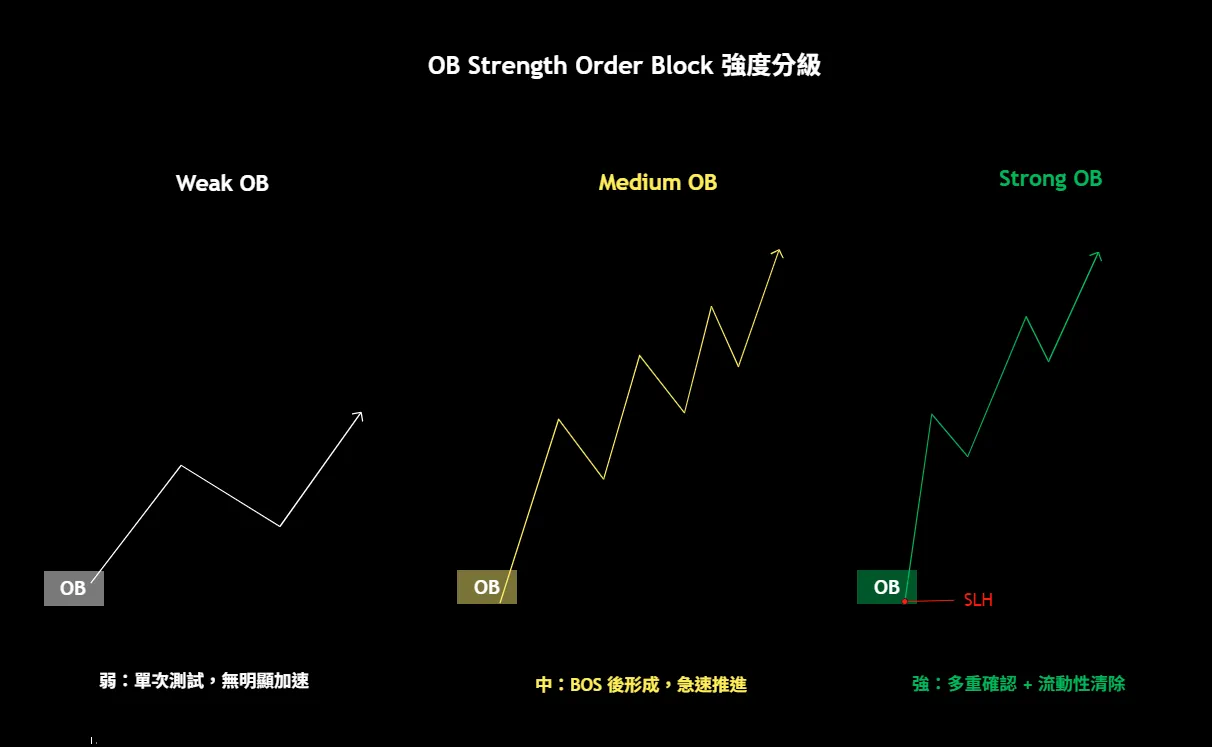 OB Strength Order Block 強度分級
Weak OB
Medium OB
Strong OB
OB
OB
OB
SLH
弱：單次測試，無明顯加速
中：BOS 後形成，急速推進
強：多重確認 + 流動性清除